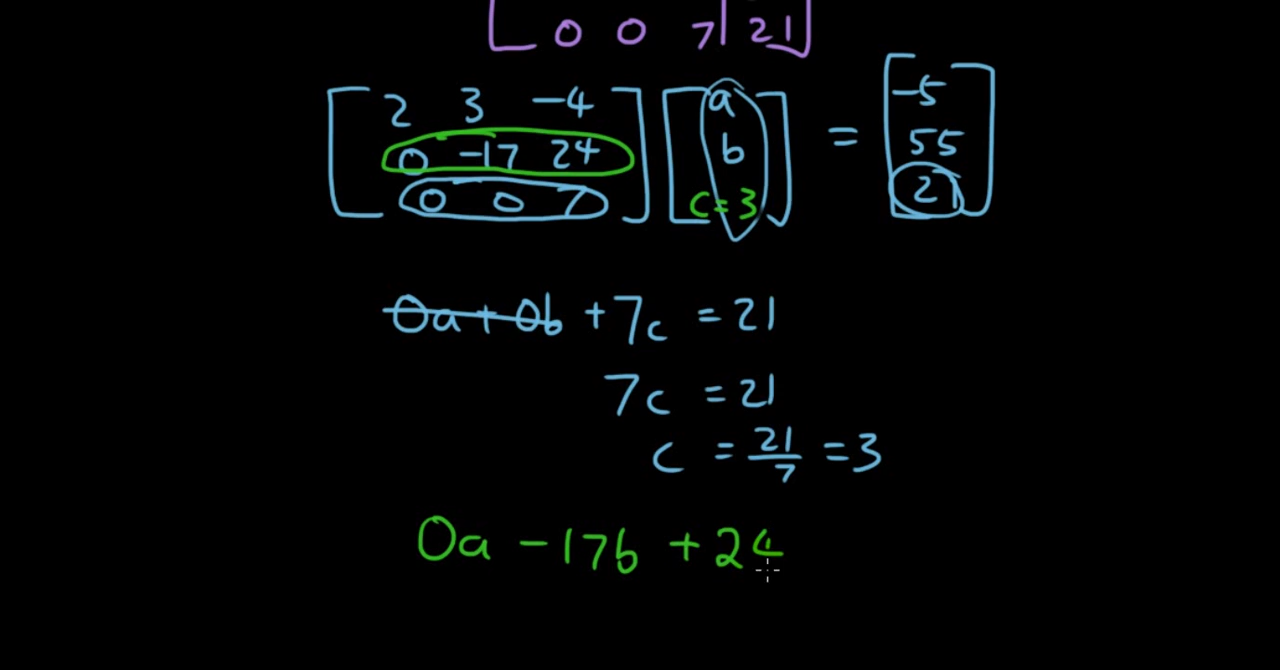 0 0 7 | 21
2 3 -4 a -5
0 -17 24 b = 55
0 0 7 c = 3 21
0a + 0b + 7c = 21
7c = 21
c = 21/7 = 3
0a - 17b + 24